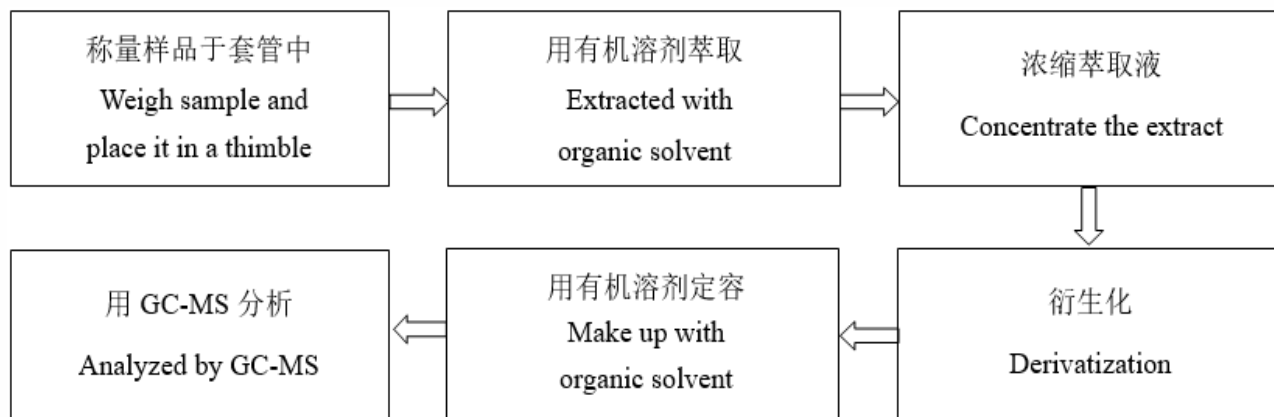 称量样品于套管中
Weigh sample and
place it in a thimble
用有机溶剂萃取
Extracted with
organic solvent
浓缩萃取液
Concentrate the extract
衍生化
Derivatization
用有机溶剂定容
Make up with
organic solvent
用 GC-MS 分析
Analyzed by GC-MS